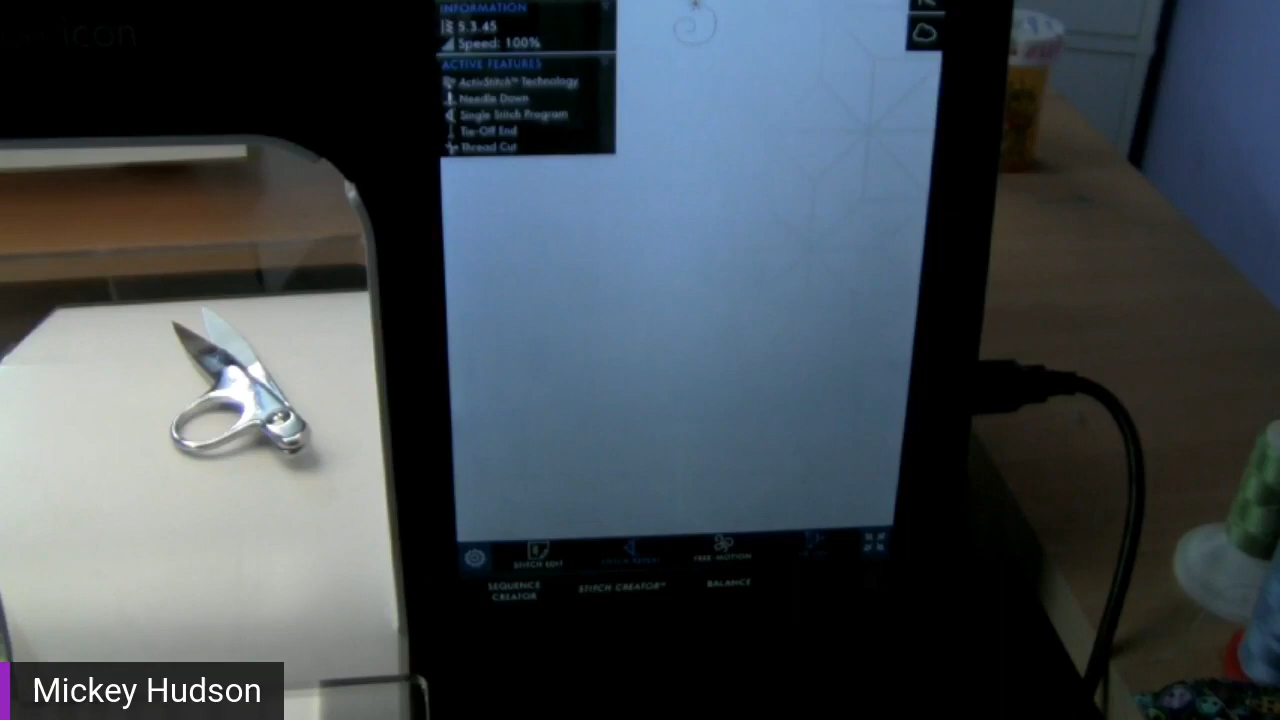 icon
INFORMATION
5.3.45
Speed: 100%
ACTIVE FEATURES
ActivStitch™ Technology
Needle Down
Single Stitch Program
Tie-Off End
Thread Cut
STITCH EDIT
FREE-MOTION
SEQUENCE
CREATOR
STITCH CREATOR™
BALANCE
Mickey Hudson